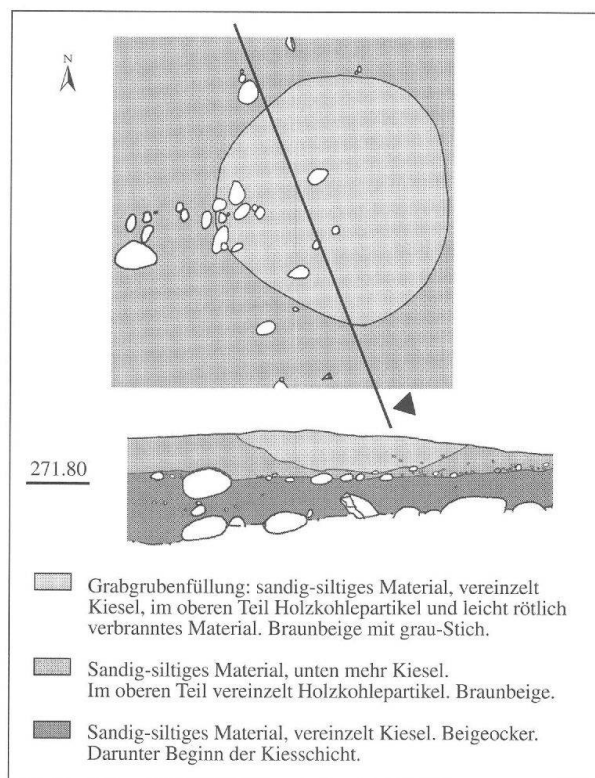 N
271.80
Grabgrubenfüllung: sandig-siltiges Material, vereinzelt
Kiesel, im oberen Teil Holzkohlepartikel und leicht rötlich
verbranntes Material. Braunbeige mit grau-Stich.
Sandig-siltiges Material, unten mehr Kiesel.
Im oberen Teil vereinzelt Holzkohlepartikel. Braunbeige.
Sandig-siltiges Material, vereinzelt Kiesel. Beigeocker.
Darunter Beginn der Kiesschicht.